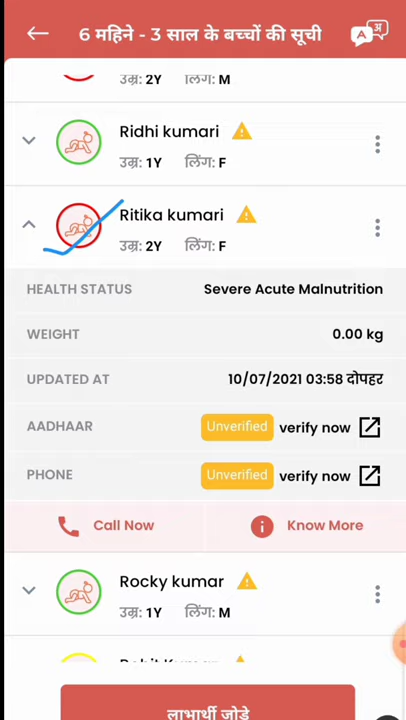 6 महिने - 3 साल के बच्चों की सूची
A अ
उम्र: 2Y लिंग: M
Ridhi kumari
उम्र: 1Y लिंग: F
Ritika kumari
उम्र: 2Y लिंग: F
HEALTH STATUS Severe Acute Malnutrition
WEIGHT 0.00 kg
UPDATED AT 10/07/2021 03:58 दोपहर
AADHAAR Unverified verify now
PHONE Unverified verify now
Call Now Know More
Rocky kumar
उम्र: 1Y लिंग: M
Rohit Kumar
लाभार्थी जोड़े